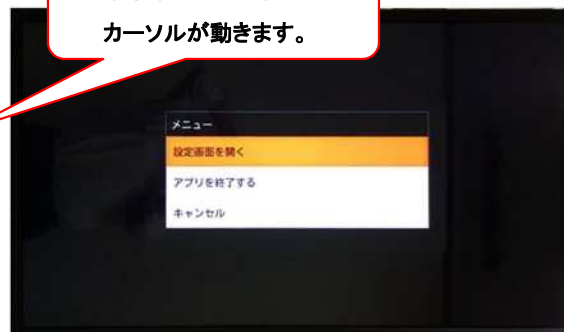 カーソルが動きます。
メニュー
設定画面を開く
アプリを終了する
キャンセル